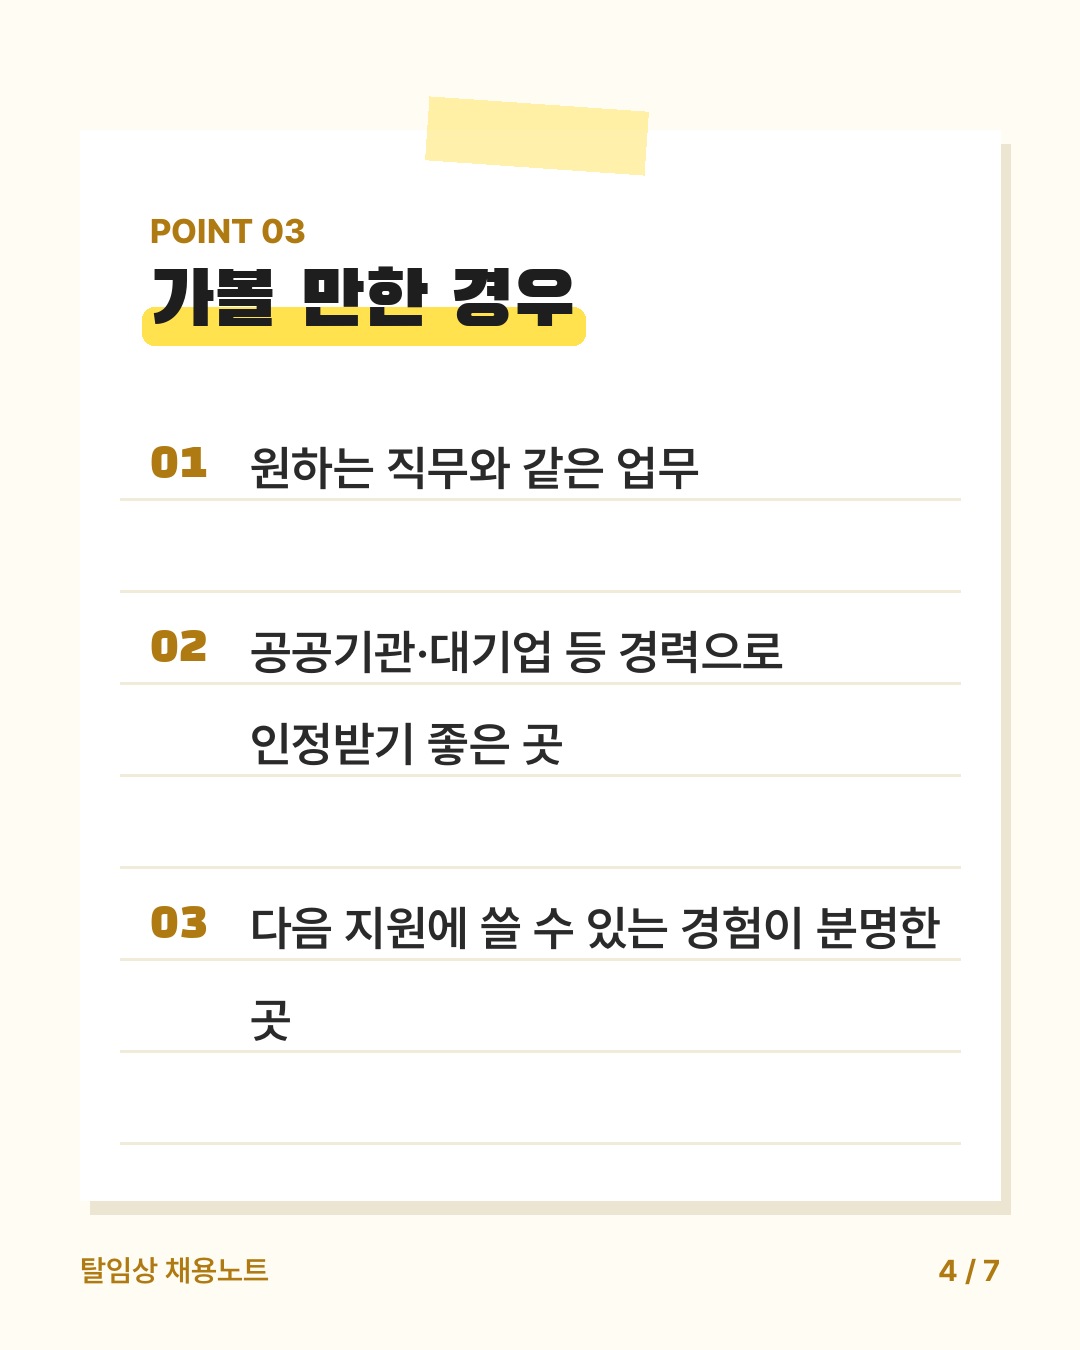 POINT 03
가볼 만한 경우
01 원하는 직무와 같은 업무
02 공공기관·대기업 등 경력으로
인정받기 좋은 곳
03 다음 지원에 쓸 수 있는 경험이 분명한
곳
탈임상 채용노트
4 / 7